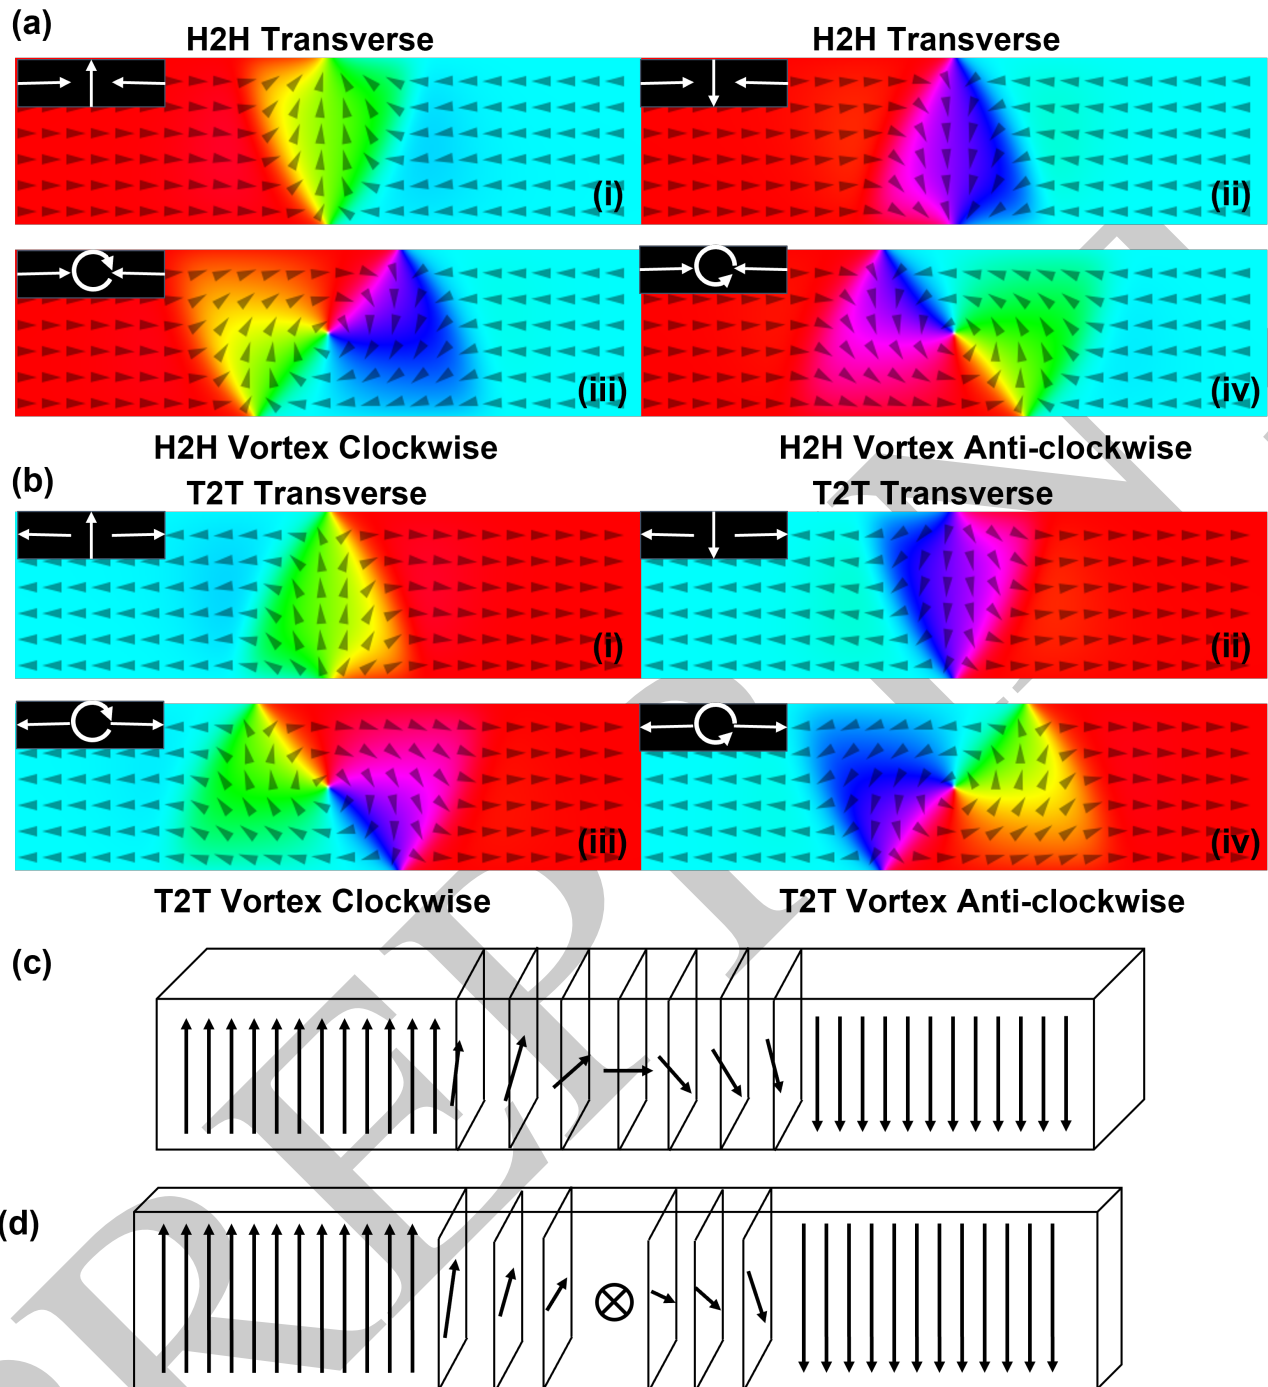 (a)
H2H Transverse
H2H Transverse
(i)
(ii)
(iii)
(iv)
H2H Vortex Clockwise
H2H Vortex Anti-clockwise
(b)
T2T Transverse
T2T Transverse
(i)
(ii)
(iii)
(iv)
T2T Vortex Clockwise
T2T Vortex Anti-clockwise
(c)
(d)